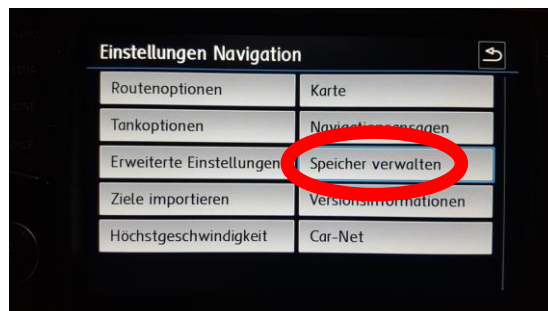 Einstellungen Navigation
Routenoptionen
Karte
Tankoptionen
Navigationsansagen
Erweiterte Einstellungen
Speicher verwalten
Ziele importieren
Versionsinformationen
Höchstgeschwindigkeit
Car-Net